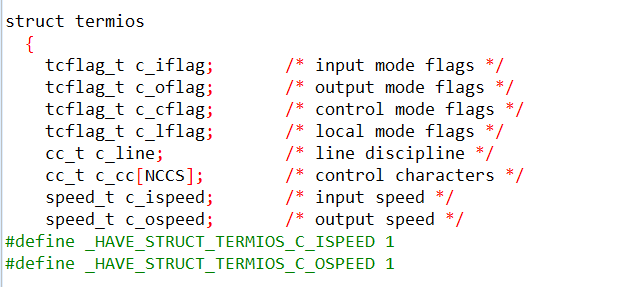 struct termios
  {
    tcflag_t c_iflag;       /* input mode flags */
    tcflag_t c_oflag;       /* output mode flags */
    tcflag_t c_cflag;       /* control mode flags */
    tcflag_t c_lflag;       /* local mode flags */
    cc_t c_line;            /* line discipline */
    cc_t c_cc[NCCS];        /* control characters */
    speed_t c_ispeed;       /* input speed */
    speed_t c_ospeed;       /* output speed */
#define _HAVE_STRUCT_TERMIOS_C_ISPEED 1
#define _HAVE_STRUCT_TERMIOS_C_OSPEED 1